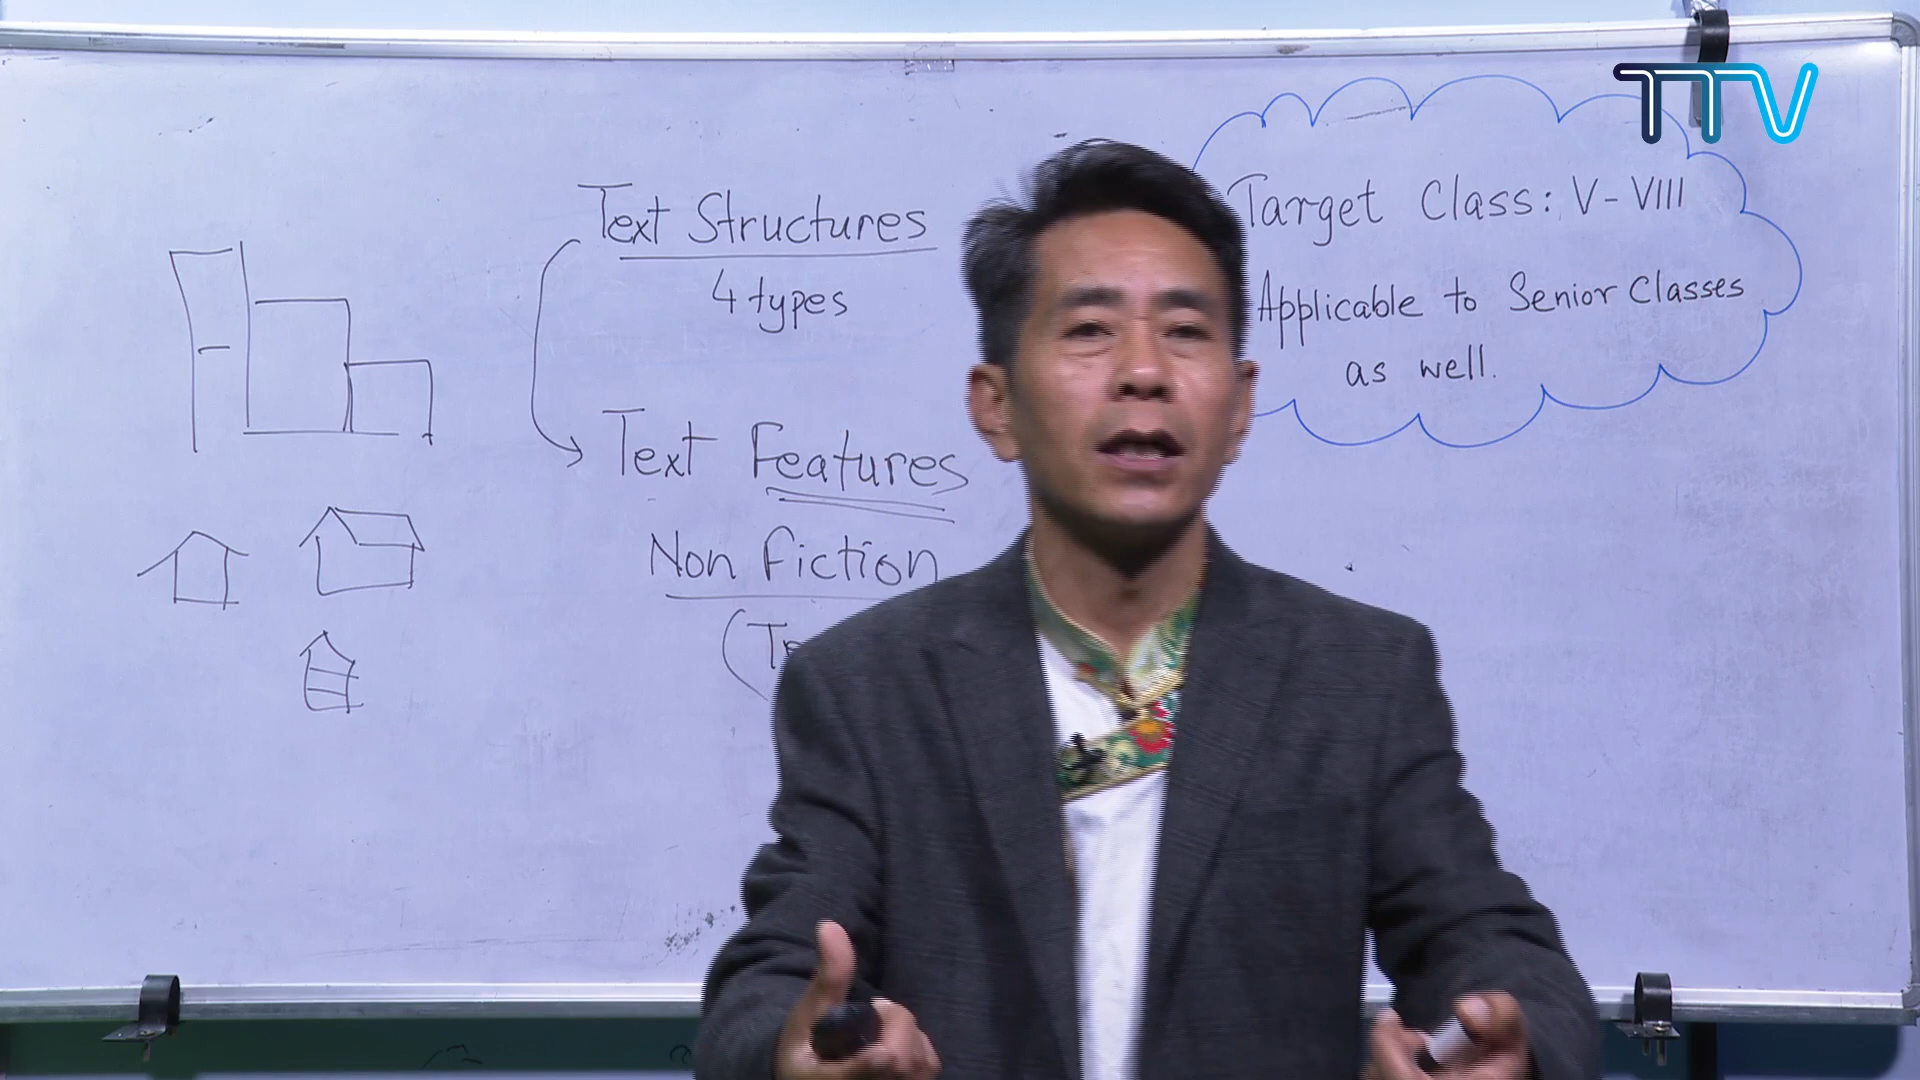 TTV
Text Structures
4 types
Text Features
Non Fiction
Target Class: V-VIII
Applicable to Senior Classes
as well.